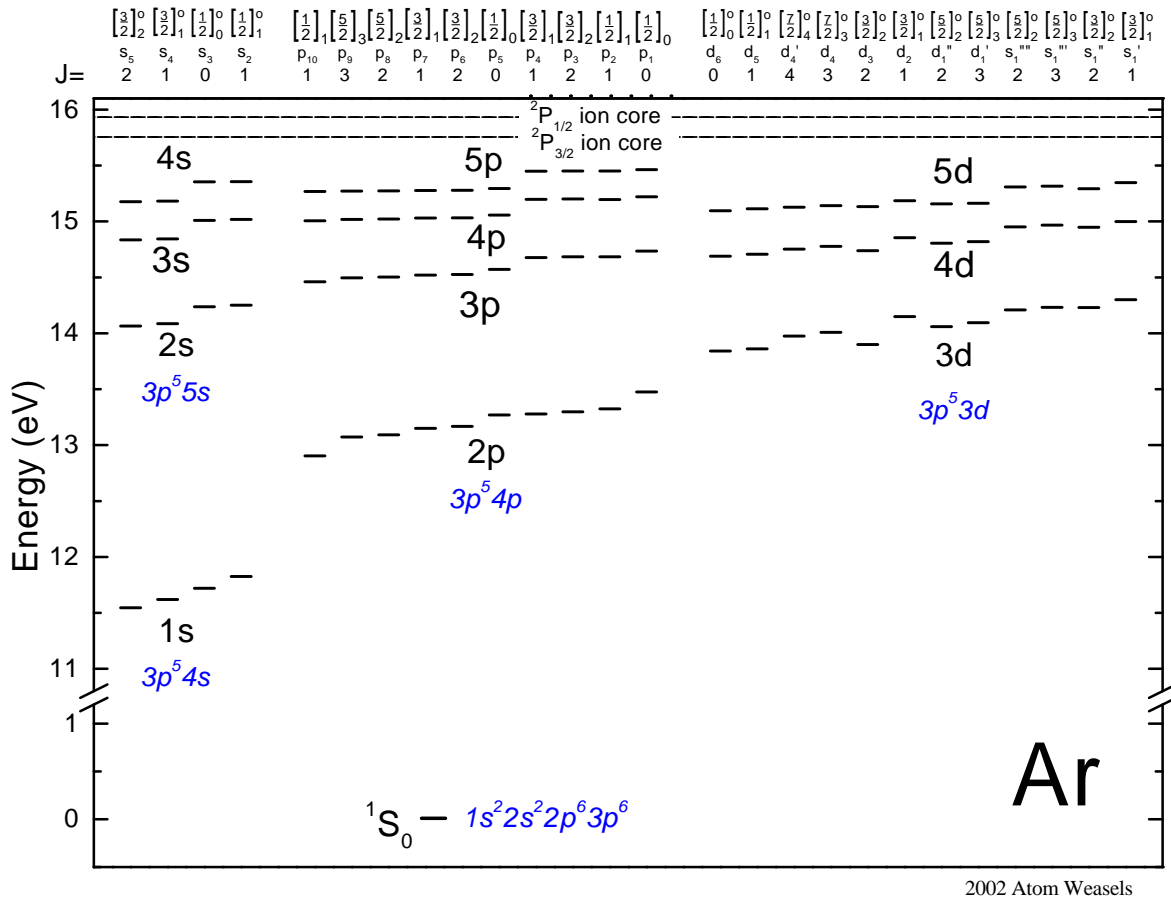 [3/2]°₂ [3/2]°₁ [1/2]°₀ [1/2]°₁ [1/2]₁ [5/2]₃ [5/2]₂ [3/2]₁ [3/2]₂ [1/2]₀ [3/2]₁ [3/2]₂ [1/2]₁ [1/2]₀ [1/2]°₀ [1/2]°₁ [7/2]°₄ [7/2]°₃ [3/2]°₂ [3/2]°₁ [5/2]°₂ [5/2]°₃ [5/2]°₂ [5/2]°₃ [3/2]°₂ [3/2]°₁
s₅ s₄ s₃ s₂ p₁₀ p₉ p₈ p₇ p₆ p₅ p₄ p₃ p₂ p₁ d₆ d₅ d₄' d₄ d₃ d₂ d₁'' d₁' s₁'''' s₁''' s₁'' s₁'
J= 2 1 0 1 1 3 2 1 2 0 1 2 1 0 0 1 4 3 2 1 2 3 2 3 2 1
16
²P₁/₂ ion core
²P₃/₂ ion core
4s 5p 5d
15
4p
3s 4d
3p
14
2s 3d
3p⁵5s 3p⁵3d
13
2p
3p⁵4p
12
1s
3p⁵4s
11
1
0
Energy (eV)
¹S₀ 1s²2s²2p⁶3p⁶
Ar
2002 Atom Weasels